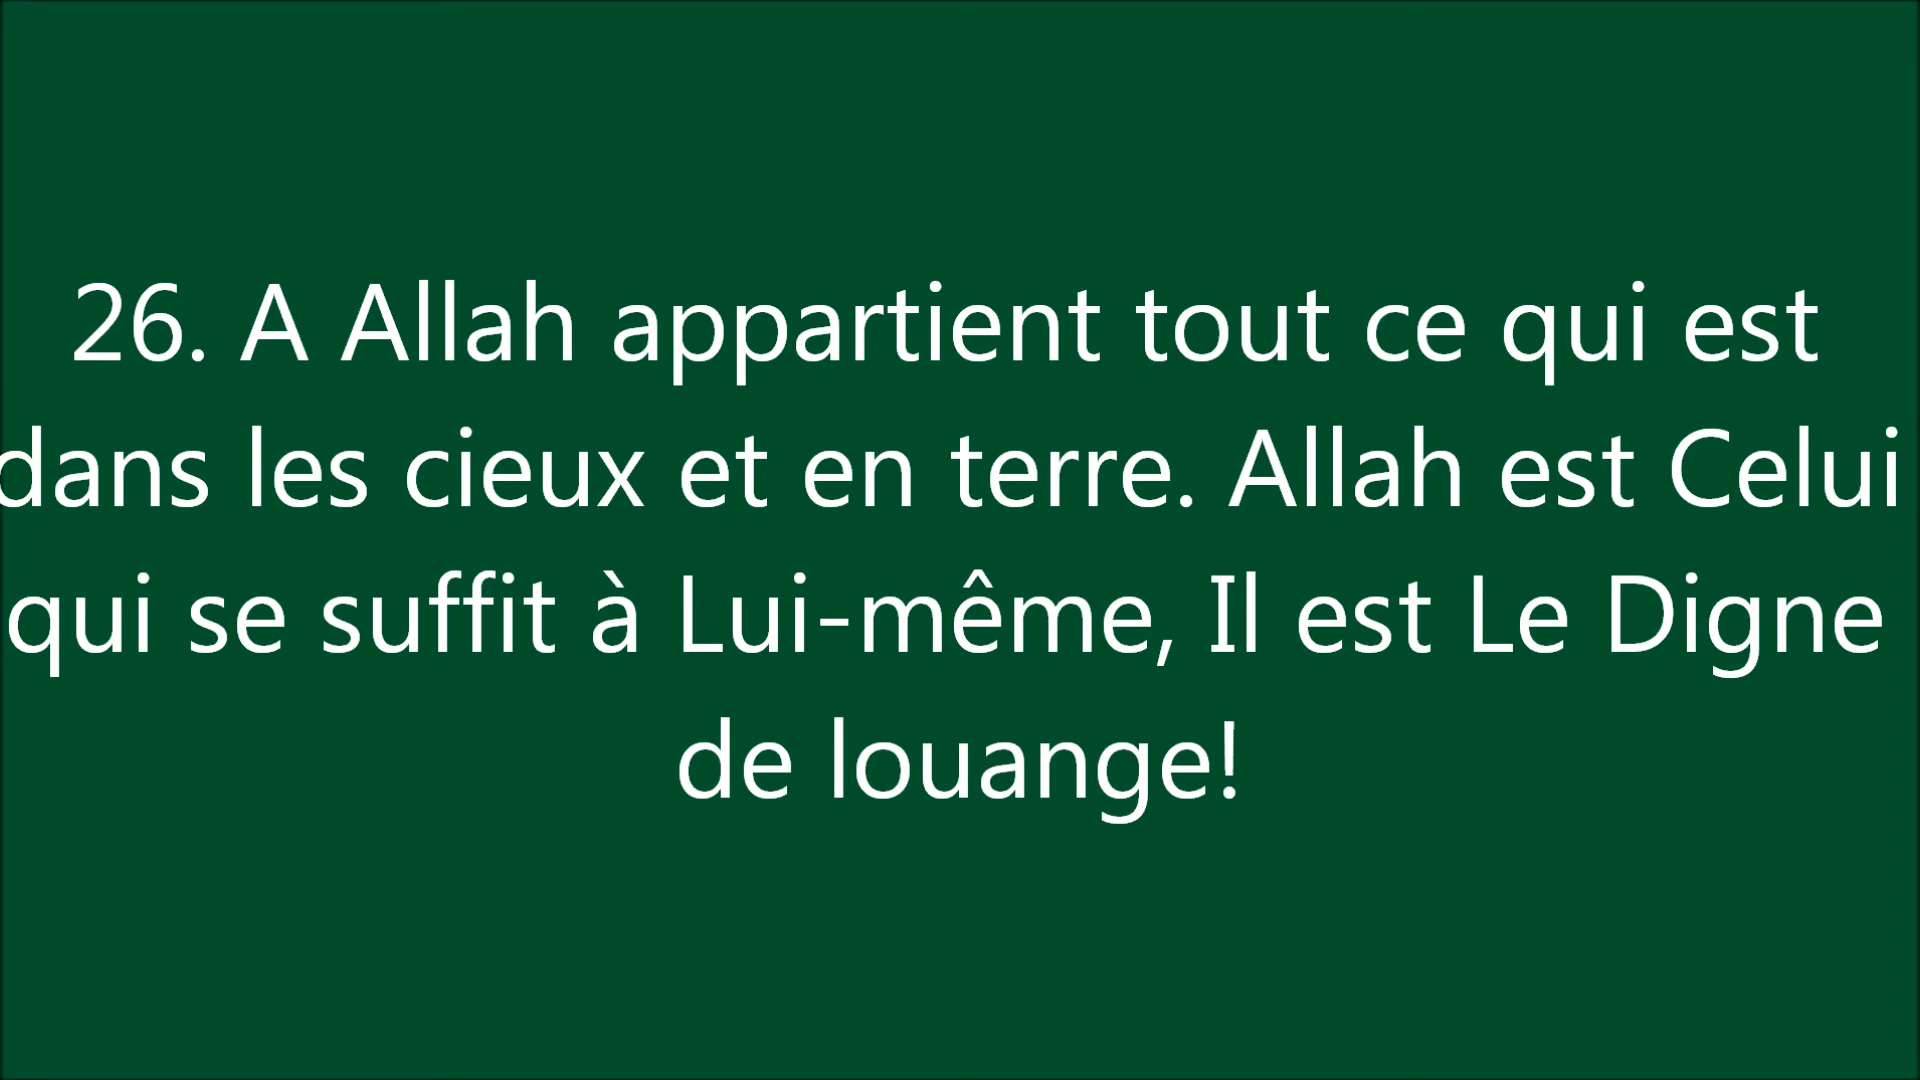 26. A Allah appartient tout ce qui est
dans les cieux et en terre. Allah est Celui
qui se suffit à Lui-même, Il est Le Digne
de louange!